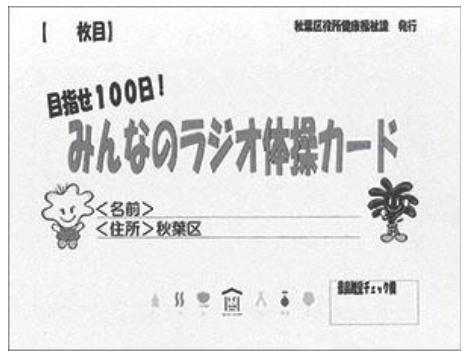 【　　枚目】
秋葉区役所健康福祉課　発行
目指せ100日！
みんなのラジオ体操カード
＜名前＞
＜住所＞秋葉区